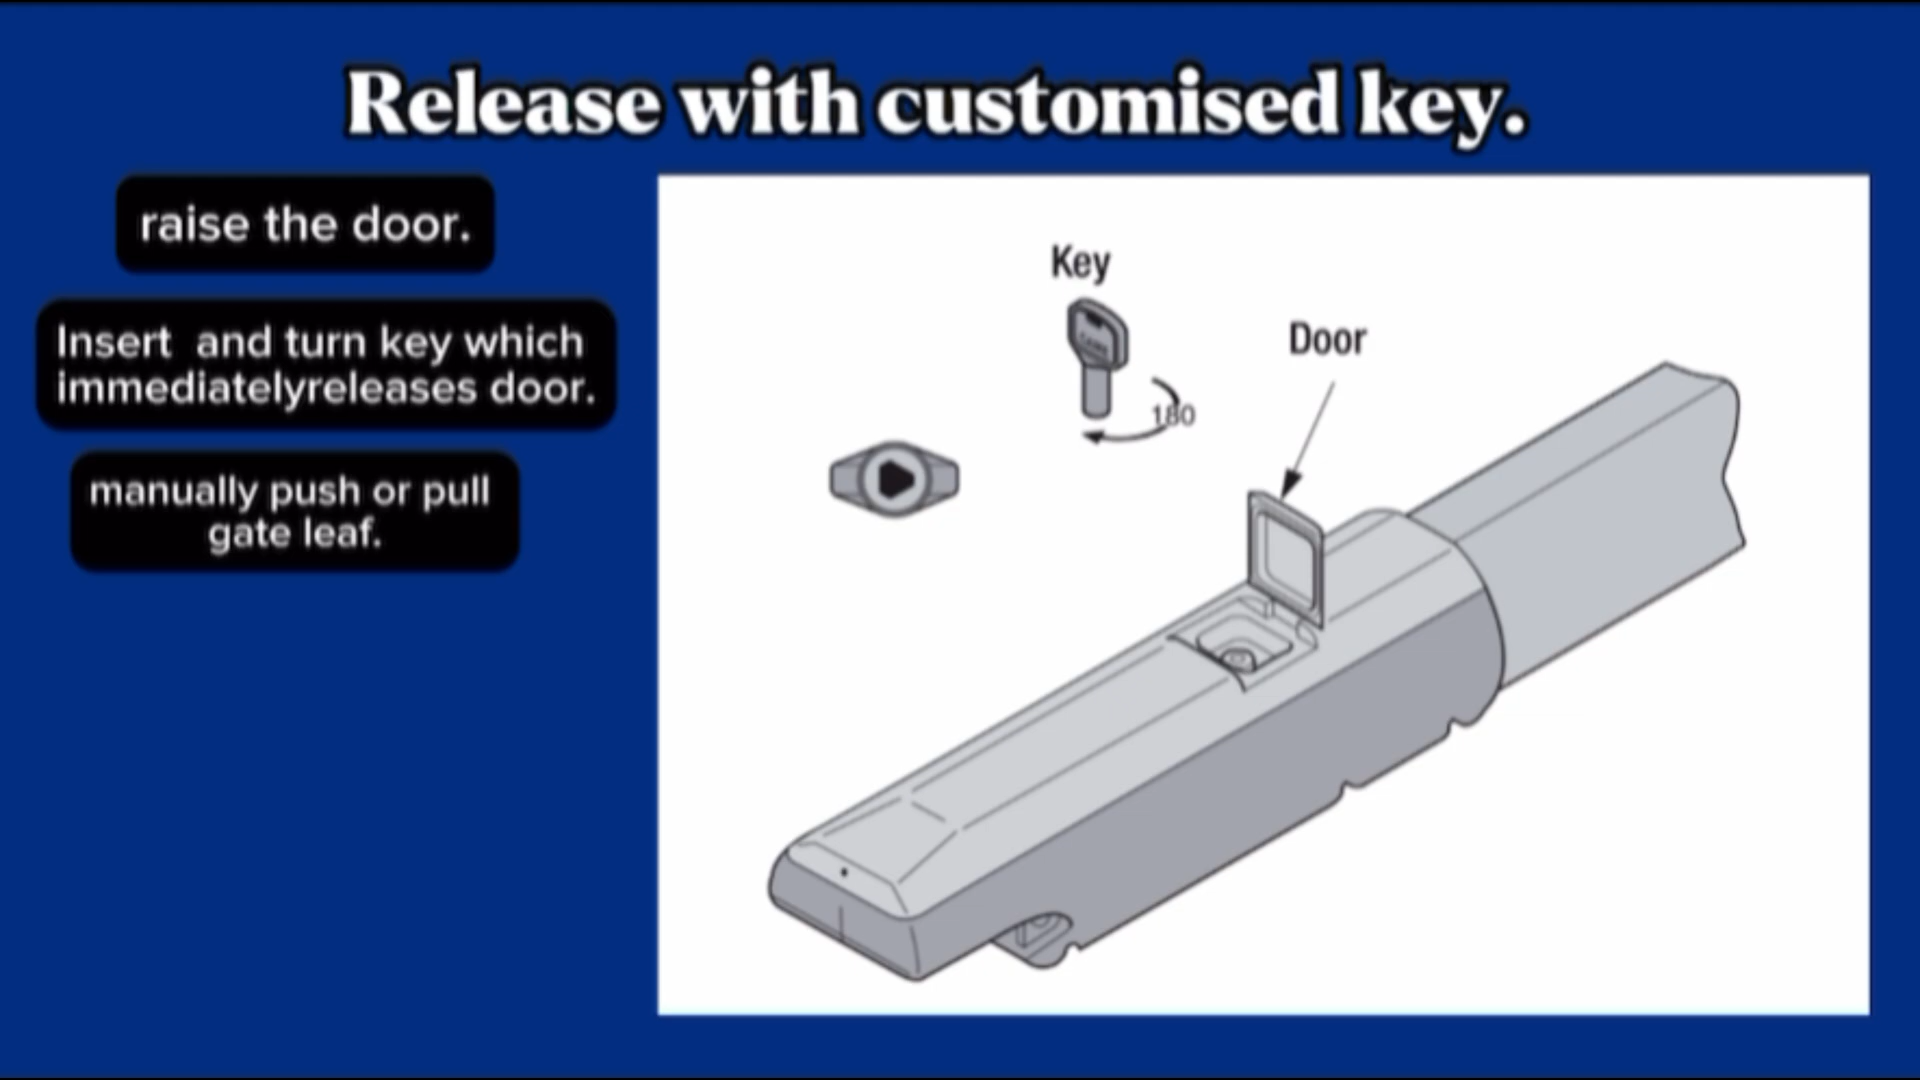 Release with customised key.
raise the door.
Insert and turn key which
immediatelyreleases door.
manually push or pull
gate leaf.
Key
180
Door